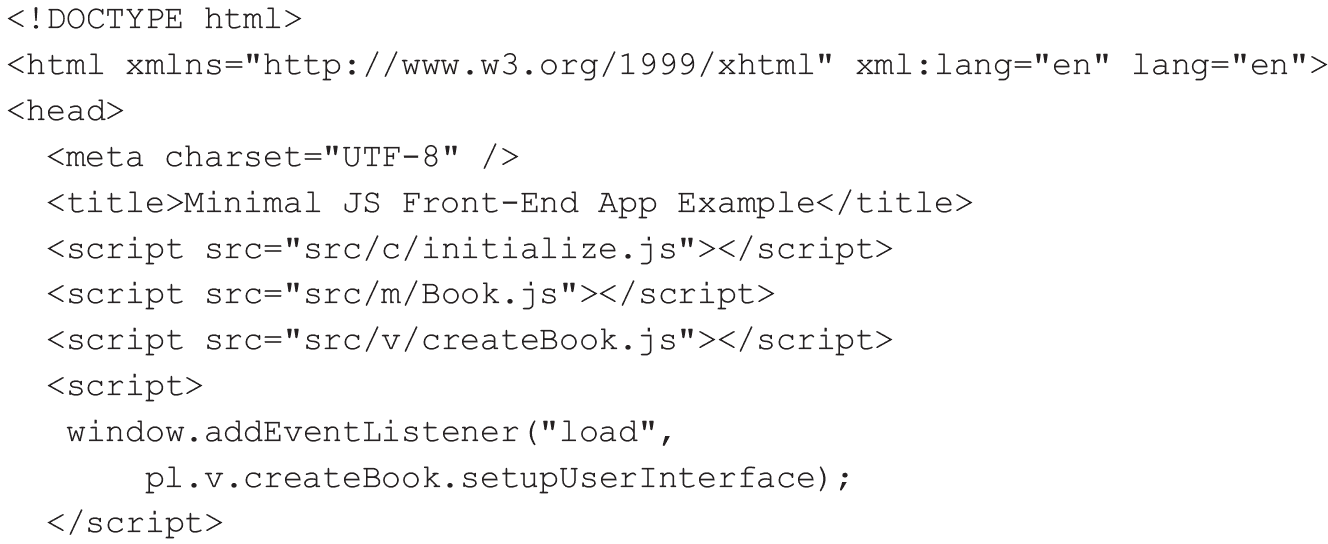 <!DOCTYPE html>
<html xmlns="http://www.w3.org/1999/xhtml" xml:lang="en" lang="en">
<head>
  <meta charset="UTF-8" />
  <title>Minimal JS Front-End App Example</title>
  <script src="src/c/initialize.js"></script>
  <script src="src/m/Book.js"></script>
  <script src="src/v/createBook.js"></script>
  <script>
   window.addEventListener("load",
       pl.v.createBook.setupUserInterface);
  </script>